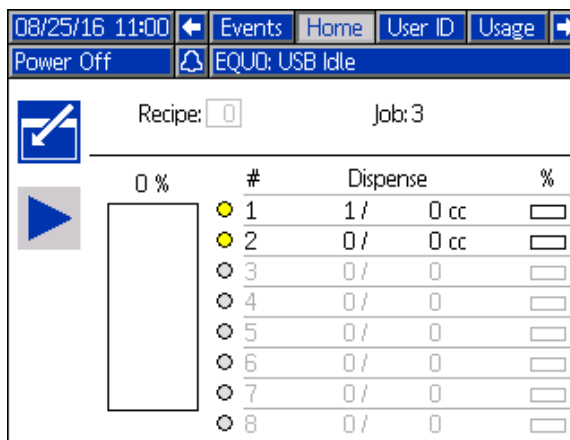 08/25/16 11:00 Events Home User ID Usage
Power Off EQU0: USB Idle
Recipe: 0 Job: 3
0 % # Dispense %
1 1 / 0 cc
2 0 / 0 cc
3 0 / 0
4 0 / 0
5 0 / 0
6 0 / 0
7 0 / 0
8 0 / 0